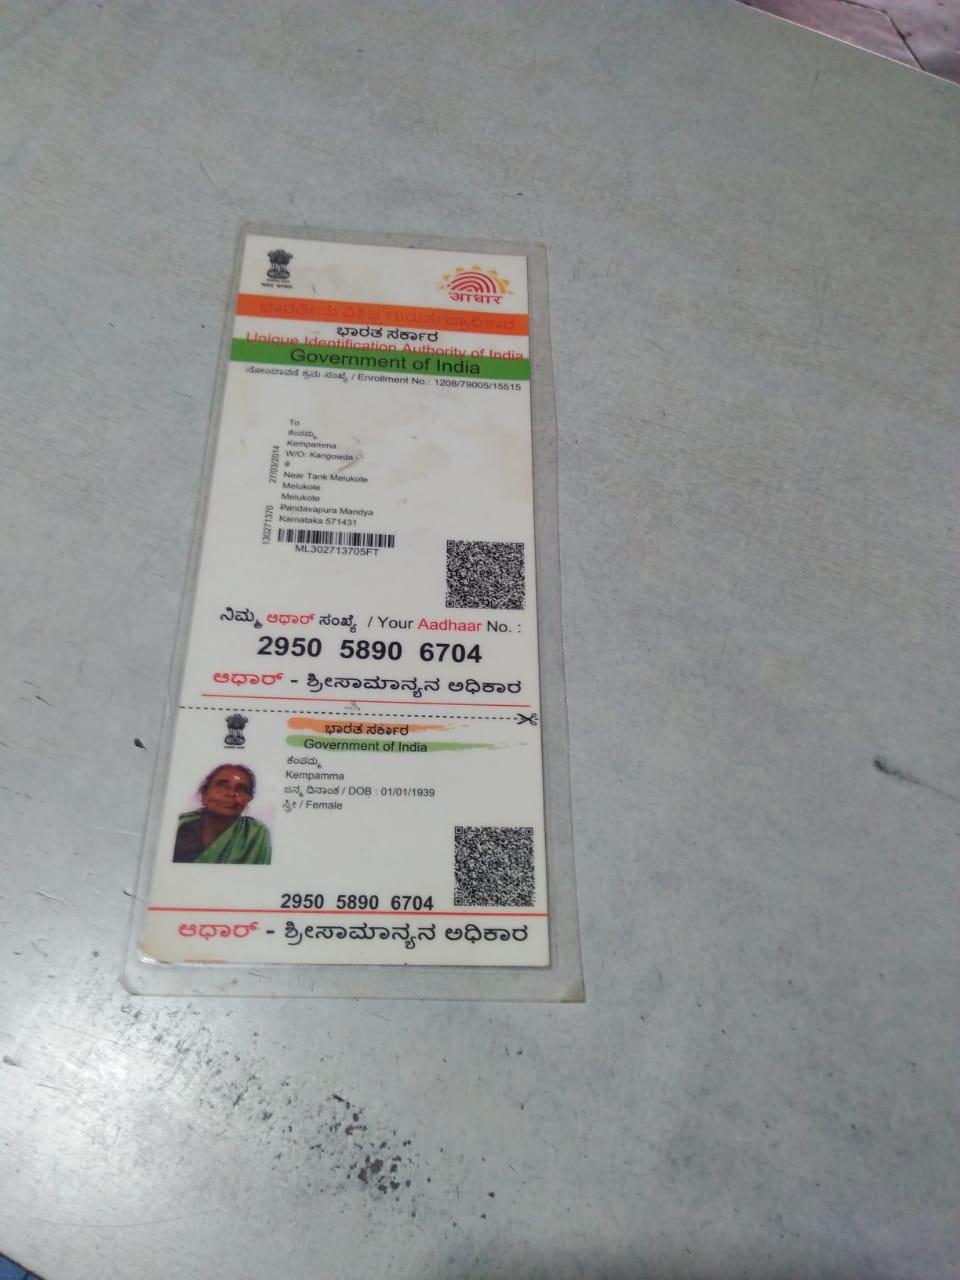 आधार
ಭಾರತೀಯ ವಿಶಿಷ್ಟ ಗುರುತು ಪ್ರಾಧಿಕಾರ
ಭಾರತ ಸರ್ಕಾರ
Unique Identification Authority of India
Government of India
ನೋಂದಾವಣಿ ಕ್ರಮ ಸಂಖ್ಯೆ / Enrollment No.: 1208/79005/15515
To
ಕೆಂಪಮ್ಮ
Kempamma
W/O: Karigowda
#
Near Tank Melukote
Melukote
Melukote
Pandavapura Mandya
Karnataka 571431
27/03/2014
130271370
ML302713705FT
ನಿಮ್ಮ ಆಧಾರ್ ಸಂಖ್ಯೆ / Your Aadhaar No. :
2950 5890 6704
ಆಧಾರ್ - ಶ್ರೀಸಾಮಾನ್ಯನ ಅಧಿಕಾರ
ಭಾರತ ಸರ್ಕಾರ
Government of India
ಕೆಂಪಮ್ಮ
Kempamma
ಜನ್ಮ ದಿನಾಂಕ / DOB : 01/01/1939
ಸ್ತ್ರೀ / Female
2950 5890 6704
ಆಧಾರ್ - ಶ್ರೀಸಾಮಾನ್ಯನ ಅಧಿಕಾರ